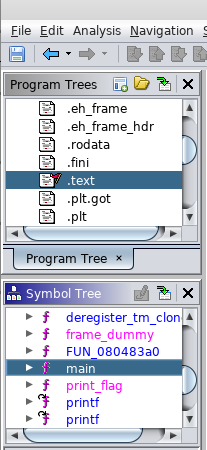 File Edit Analysis Navigation
Program Trees
.eh_frame
.eh_frame_hdr
.rodata
.fini
.text
.plt.got
.plt
Program Tree ×
Symbol Tree
deregister_tm_clon
frame_dummy
FUN_080483a0
main
print_flag
printf
printf